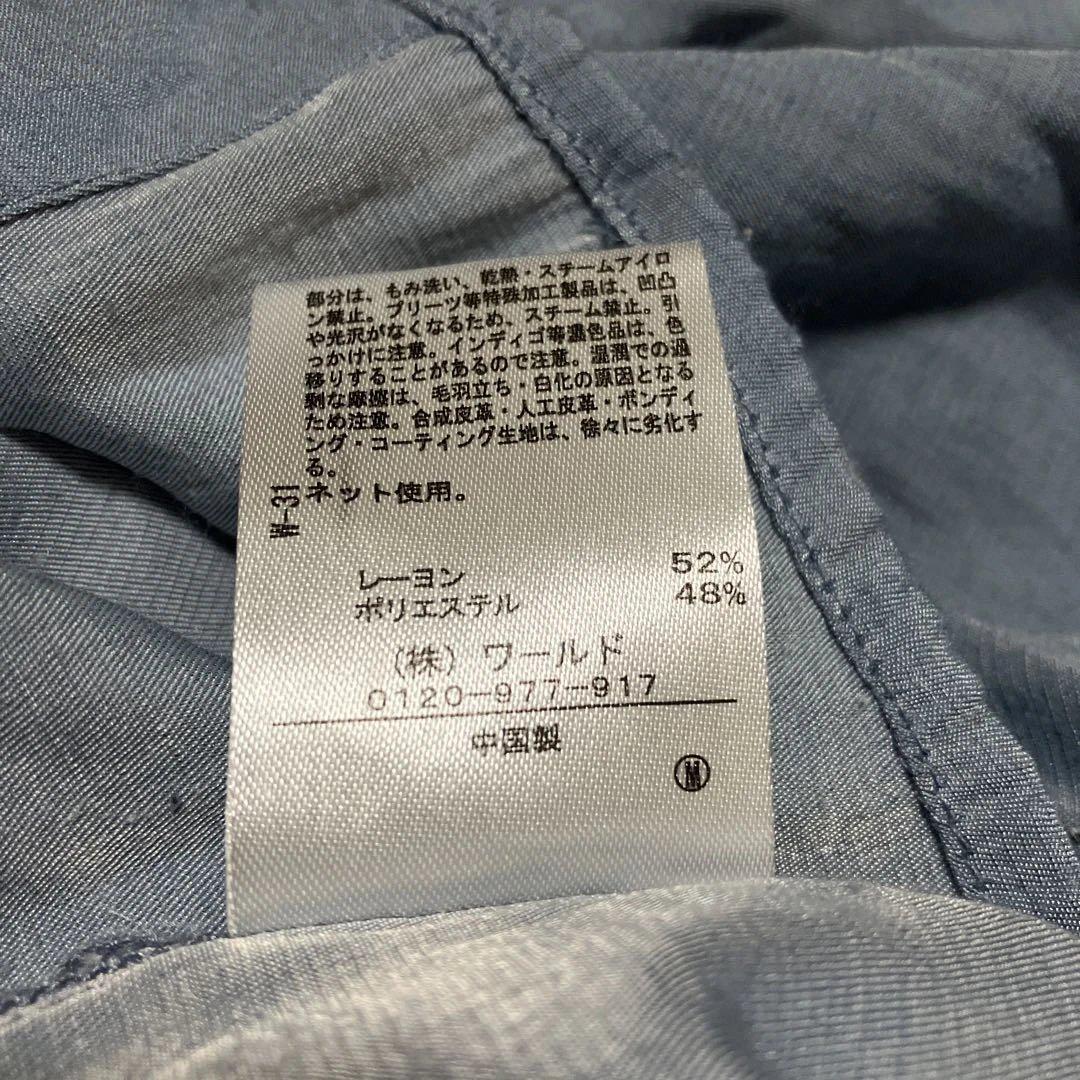 部分は、もみ洗い、乾熱・スチームアイロ
ン禁止。プリーツ等特殊加工製品は、凹凸
や光沢がなくなるため、スチーム禁止。引
っかけに注意。インディゴ等濃色品は、色
移りすることがあるので注意。湿潤での過
剰な摩擦は、毛羽立ち・白化の原因となる
ため注意。合成皮革・人工皮革・ボンディ
ング・コーティング生地は、徐々に劣化す
る。
ネット使用。
W-31
レーヨン 52%
ポリエステル 48%
(株) ワールド
0120-977-917
中国製
Ⓜ